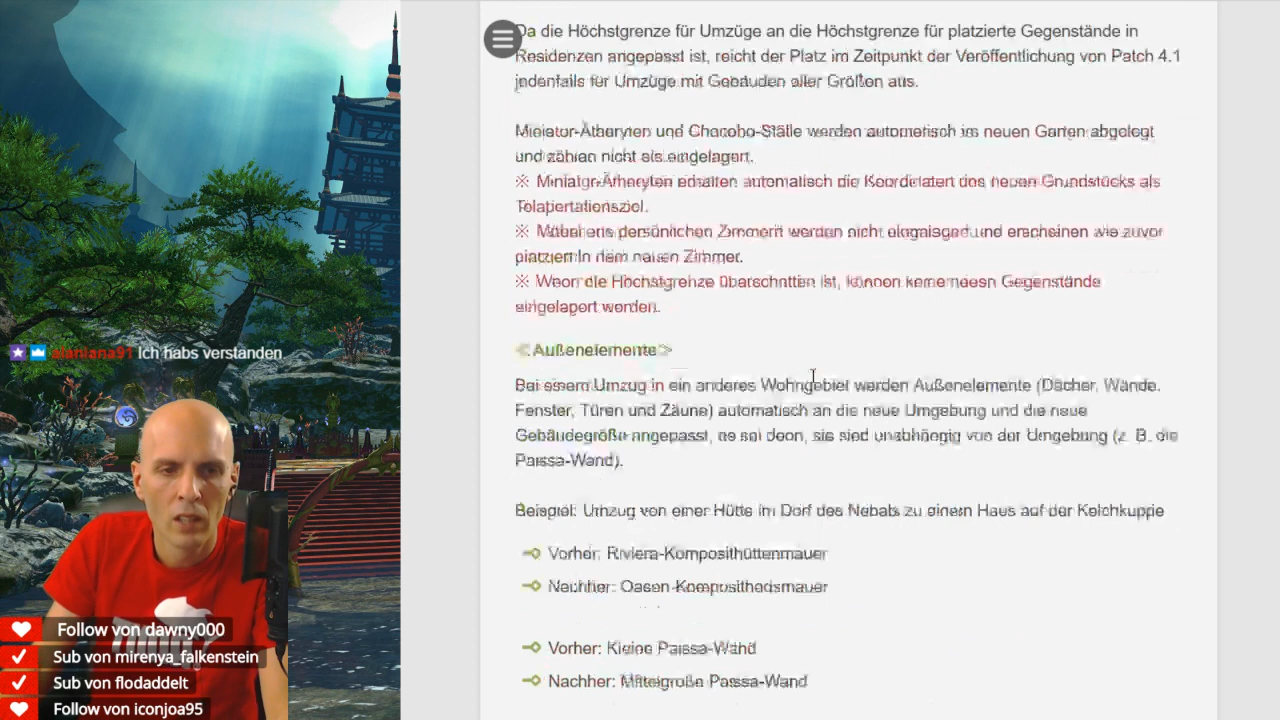 Da die Höchstgrenze für Umzüge an die Höchstgrenze für platzierte Gegenstände in
Residenzen angepasst ist, reicht der Platz im Zeitpunkt der Veröffentlichung von Patch 4.1
jedenfalls für Umzüge mit Gebäuden aller Größen aus.
Miniatur-Ätheryten und Chocobo-Ställe werden automatisch im neuen Garten abgelegt
und zählen nicht als eingelagert.
※ Miniatur-Ätheryten erhalten automatisch die Koordinaten des neuen Grundstücks als
Teleportationsziel.
※ Möbel aus persönlichen Zimmern werden nicht eingelagert und erscheinen wie zuvor
platziert in dem neuen Zimmer.
※ Wenn die Höchstgrenze überschritten ist, können keine neuen Gegenstände
eingelagert werden.
alaniana91 Ich habs verstanden
< Außenelemente >
Bei einem Umzug in ein anderes Wohngebiet werden Außenelemente (Dächer, Wände,
Fenster, Türen und Zäune) automatisch an die neue Umgebung und die neue
Gebäudegröße angepasst, es sei denn, sie sind unabhängig von der Umgebung (z. B. die
Paissa-Wand).
Beispiel: Umzug von einer Hütte im Dorf des Nebels zu einem Haus auf der Kelchkuppe
Vorher: Riviera-Komposithüttenmauer
Nachher: Oasen-Komposithausmauer
Vorher: Kleine Paissa-Wand
Nachher: Mittelgroße Paissa-Wand
Follow von dawny000
Sub von mirenya_falkenstein
Sub von flodaddelt
Follow von iconjoa95